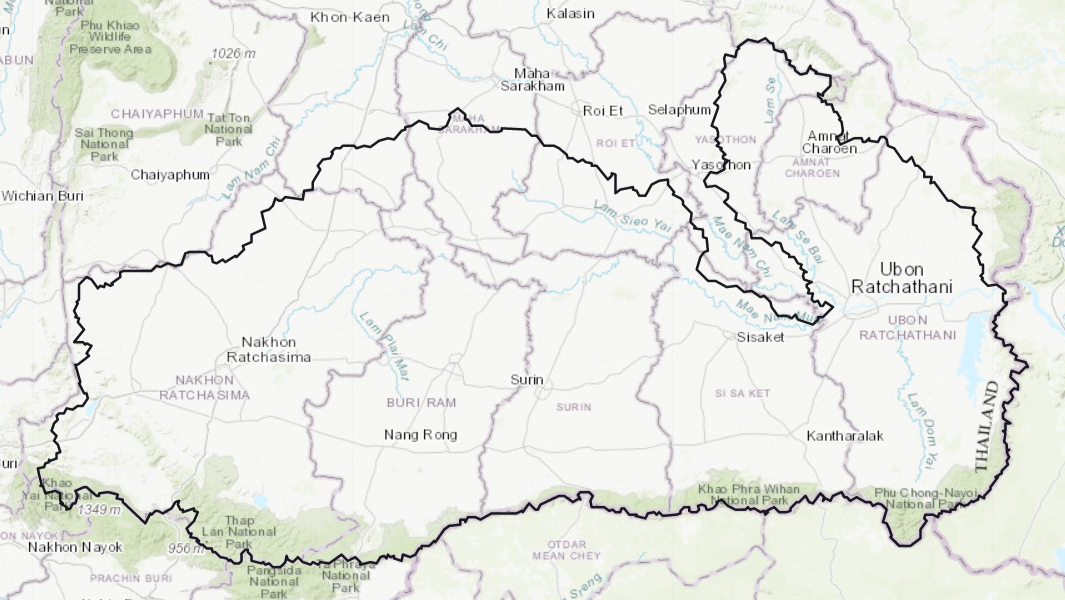 National
Park
Phu Khiao
Wildlife
Preserve Area
1026 m
Khon Kaen
Lam Chi
Kalasin
Maha
Sarakham
Roi Et
Selaphum
Lam Se
CHAIYAPHUM
Tat Ton
National
Park
Sai Thong
National
Park
MAHA
SARAKHAM
ROI ET
YASOTHON
Amnat
Charoen
AMNAT
CHAROEN
Yasothon
Chaiyaphum
Lam Nam Chi
Wichian Buri
Lam Sieo Yai
Mae Nam Chi
Lam Se Bai
Ubon
Ratchathani
UBON
RATCHATHANI
Mae Nam Mun
Sisaket
Lam Plai Mat
Nakhon
Ratchasima
NAKHON
RATCHASIMA
Surin
SURIN
BURI RAM
Nang Rong
SI SA KET
Kantharalak
Lam Dom Yai
THAILAND
Khao
Yai National
Park
1349 m
Khao Phra Wihan
National Park
Phu Chong-Nayoi
National Park
Thap
Lan National
Park
956 m
Nakhon Nayok
PRACHIN BURI
Pangsida
National
Park
Ta Phraya
National
Park
OTDAR
MEAN CHEY
Sreng